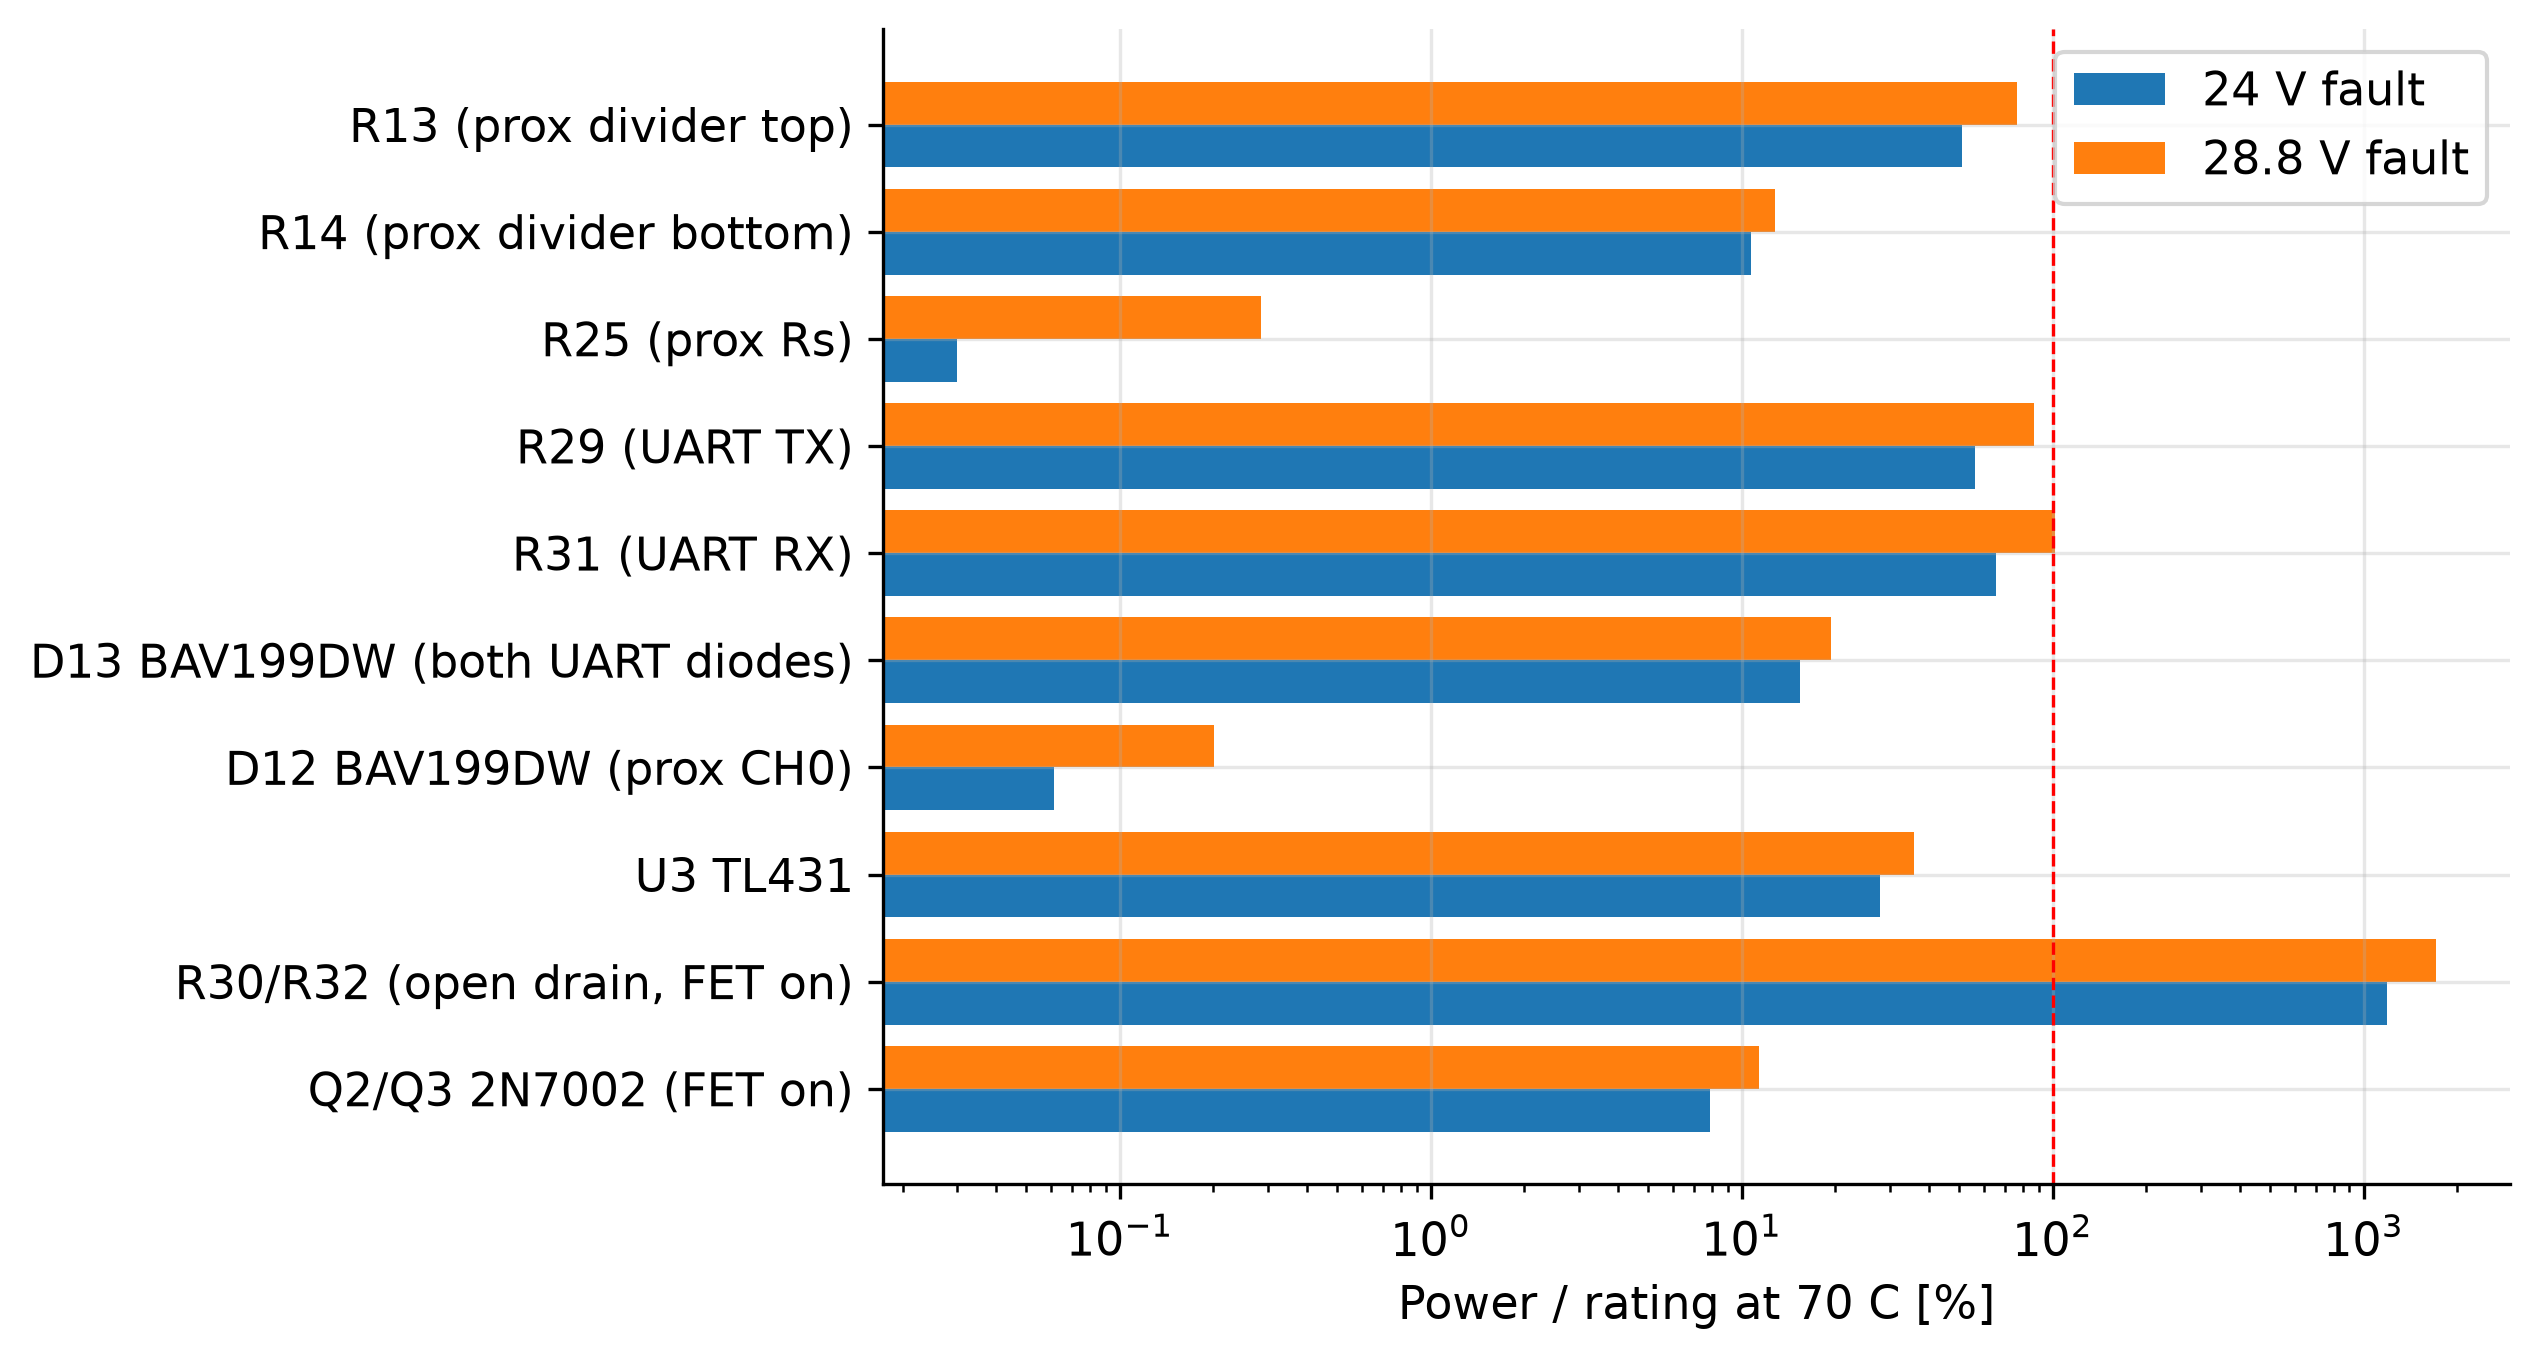 24 V fault
28.8 V fault
R13 (prox divider top)
R14 (prox divider bottom)
R25 (prox Rs)
R29 (UART TX)
R31 (UART RX)
D13 BAV199DW (both UART diodes)
D12 BAV199DW (prox CH0)
U3 TL431
R30/R32 (open drain, FET on)
Q2/Q3 2N7002 (FET on)
10⁻¹ 10⁰ 10¹ 10² 10³
Power / rating at 70 C [%]